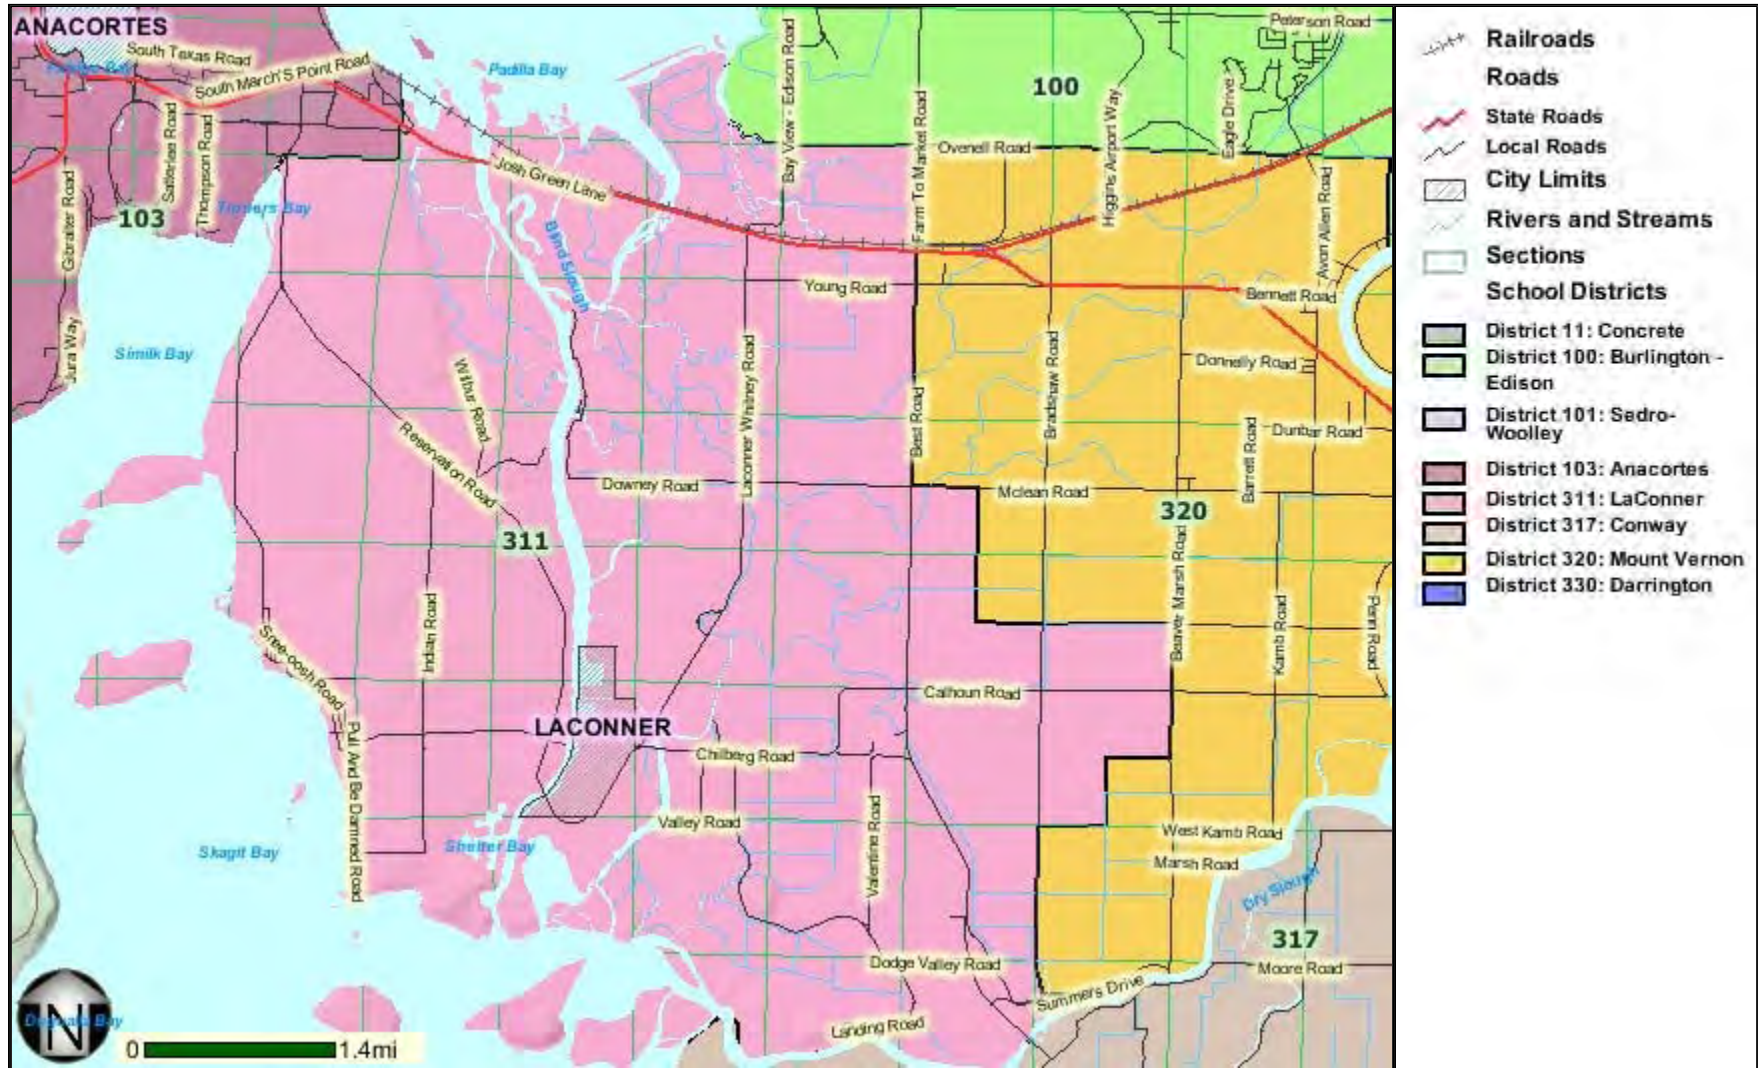 ANACORTES
South Texas Road
South March'S Point Road
Padilla Bay
Bay View - Edison Road
Peterson Road
100
Eagle Drive
Higgins Airport Way
Farm To Market Road
Ovenell Road
Josh Green Lane
Satterlee Road
Thompson Road
Gibralter Road
103
Turners Bay
Blind Slough
Avon Allen Road
Young Road
Bennett Road
Jura Way
Similk Bay
Wilbur Road
Laconner Whitney Road
Best Road
Bradshaw Road
Donnelly Road
Barrett Road
Dunbar Road
Reservation Road
Downey Road
Mclean Road
320
311
Beaver Marsh Road
Indian Road
Snee-oosh Road
Kamb Road
Penn Road
Calhoun Road
LACONNER
Pull And Be Damned Road
Chilberg Road
Valley Road
Valentine Road
West Kamb Road
Marsh Road
Skagit Bay
Shelter Bay
Dry Slough
317
Dodge Valley Road
Moore Road
Summers Drive
Landing Road
N
0 1.4mi
Railroads
Roads
State Roads
Local Roads
City Limits
Rivers and Streams
Sections
School Districts
District 11: Concrete
District 100: Burlington -
Edison
District 101: Sedro-
Woolley
District 103: Anacortes
District 311: LaConner
District 317: Conway
District 320: Mount Vernon
District 330: Darrington